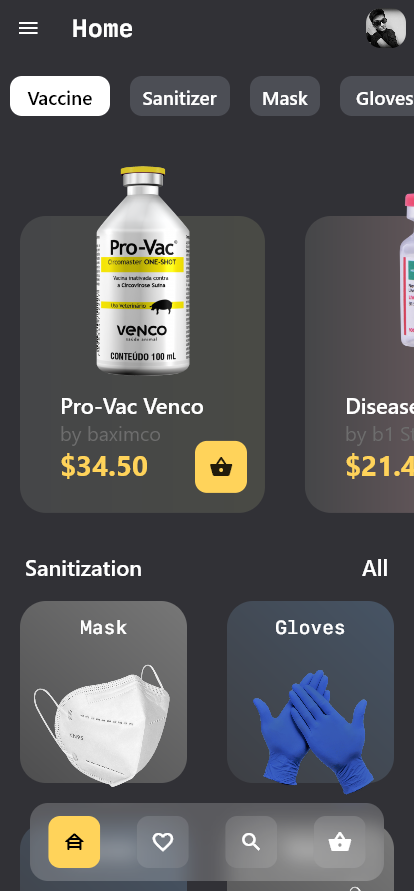 Home
Vaccine
Sanitizer
Mask
Gloves
Pro-Vac®
Circomaster ONE-SHOT
Vacina inativada contra
a Circovirose Suína
Uso Veterinário
venco
saúde animal
CONTEÚDO 100 mL
Pro-Vac Venco
by baximco
$34.50
Disease
by b1 S
$21.4
Sanitization
All
Mask
KN95
Gloves